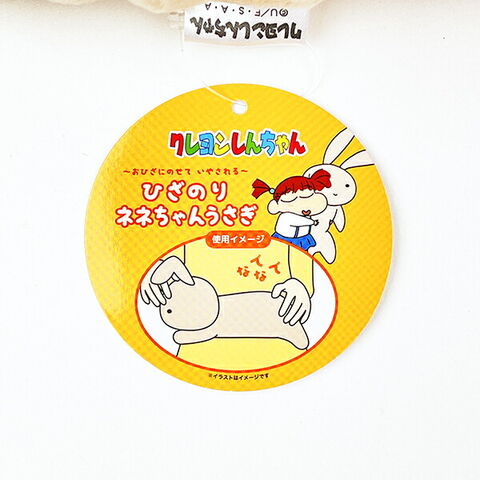 クレヨンしんちゃん
©U/F・S・A・A
クレヨンしんちゃん
～おひざにのせて いやされる～
ひざのり
ネネちゃんうさぎ
使用イメージ
なな
※イラストはイメージです